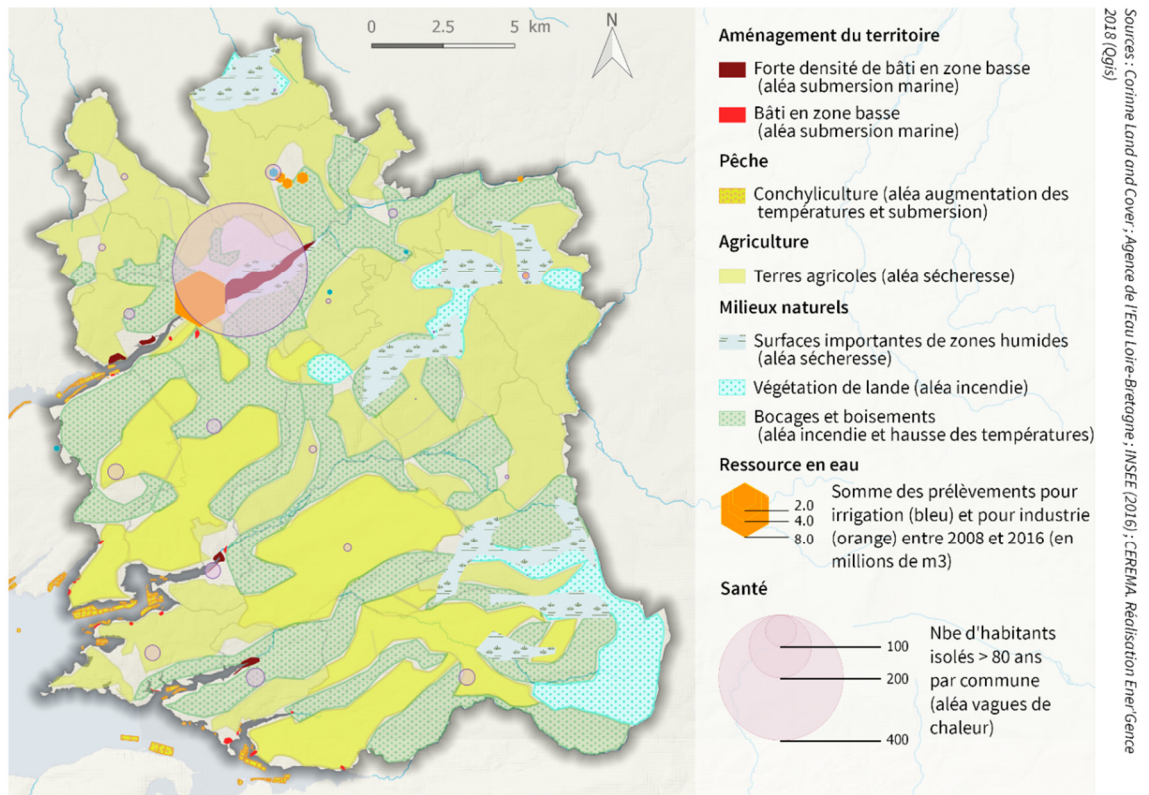 0 2.5 5 km
N
Aménagement du territoire
Forte densité de bâti en zone basse
(aléa submersion marine)
Bâti en zone basse
(aléa submersion marine)
Pêche
Conchyliculture (aléa augmentation des
températures et submersion)
Agriculture
Terres agricoles (aléa sécheresse)
Milieux naturels
Surfaces importantes de zones humides
(aléa sécheresse)
Végétation de lande (aléa incendie)
Bocages et boisements
(aléa incendie et hausse des températures)
Ressource en eau
2.0
4.0
8.0
Somme des prélèvements pour
irrigation (bleu) et pour industrie
(orange) entre 2008 et 2016 (en
millions de m3)
Santé
100
200
400
Nbe d'habitants
isolés > 80 ans
par commune
(aléa vagues de
chaleur)
Sources : Corinne Land and Cover ; Agence de l'Eau Loire-Bretagne ; INSEE (2016) ; CEREMA. Réalisation Ener'Gence
2018 (Qgis)